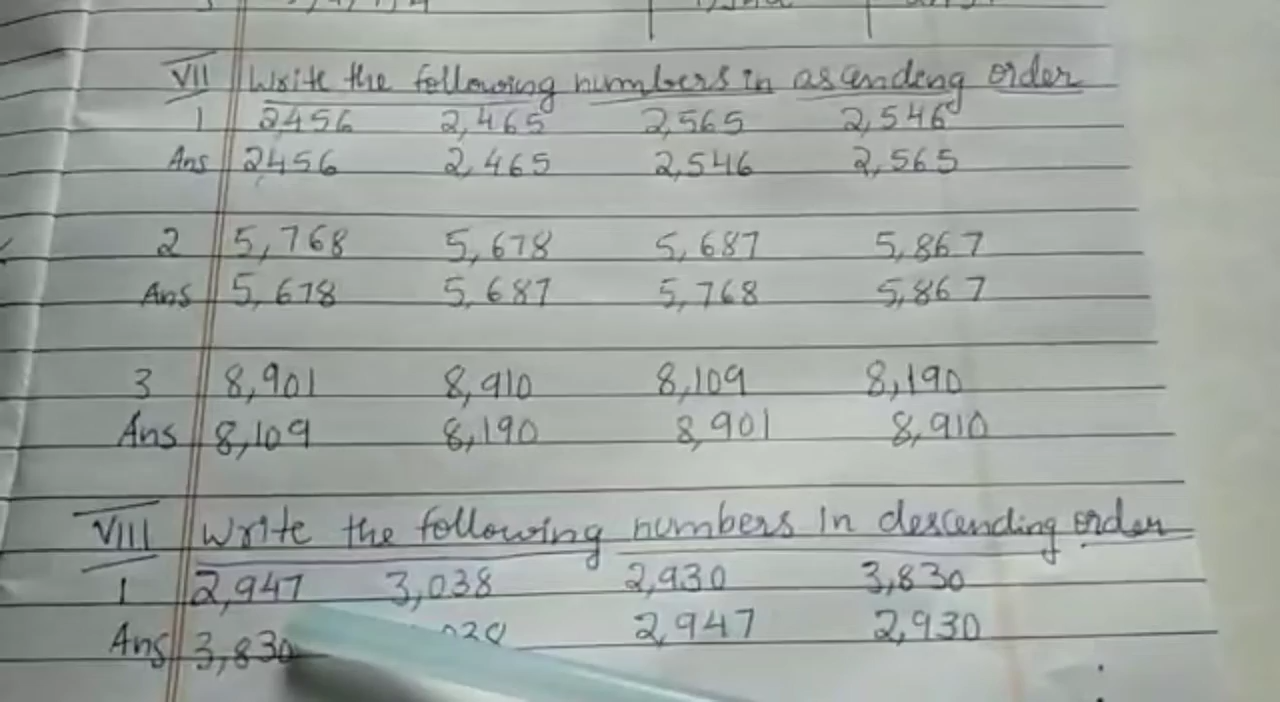 VII Write the following numbers in ascending order
1 2456 2,465 2,565 2,546
Ans 2456 2,465 2,546 2,565
2 5,768 5,678 5,687 5,867
Ans 5,678 5,687 5,768 5,867
3 8,901 8,910 8,109 8,190
Ans 8,109 8,190 8,901 8,910
VIII Write the following numbers in descending order
1 2,947 3,038 2,930 3,830
Ans 3,830 2,947 2,930